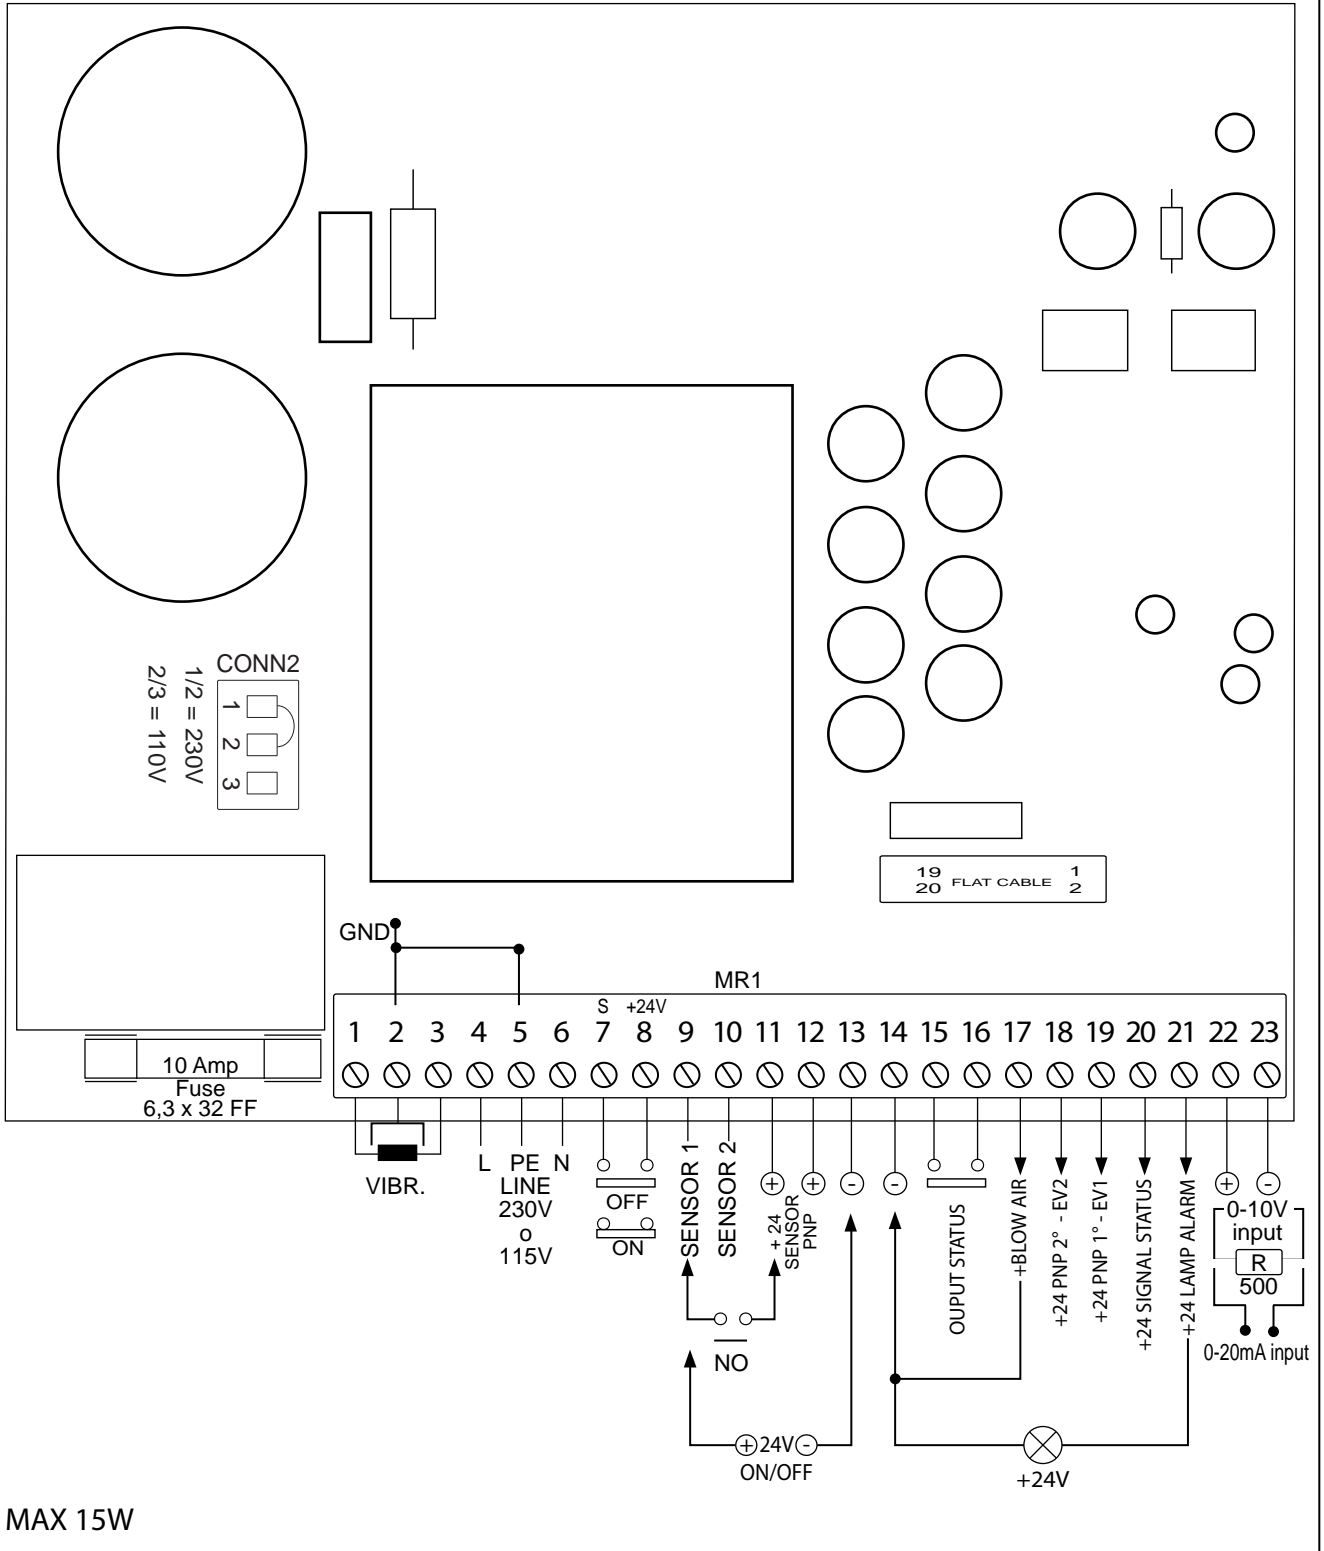 CONN2
1
2
3
1/2 = 230V
2/3 = 110V
19 1
20 FLAT CABLE 2
GND
MR1
S +24V
1 2 3 4 5 6 7 8 9 10 11 12 13 14 15 16 17 18 19 20 21 22 23
10 Amp
Fuse
6,3 x 32 FF
VIBR.
L PE N
LINE
230V
o
115V
OFF
ON
SENSOR 1
SENSOR 2
+ 24
SENSOR
PNP
+
+
-
-
OUPUT STATUS
+BLOW AIR
+24 PNP 2° - EV2
+24 PNP 1° - EV1
+24 SIGNAL STATUS
+24 LAMP ALARM
+
-
0-10V
input
R
500
0-20mA input
NO
+ 24V -
ON/OFF
+24V
MAX 15W